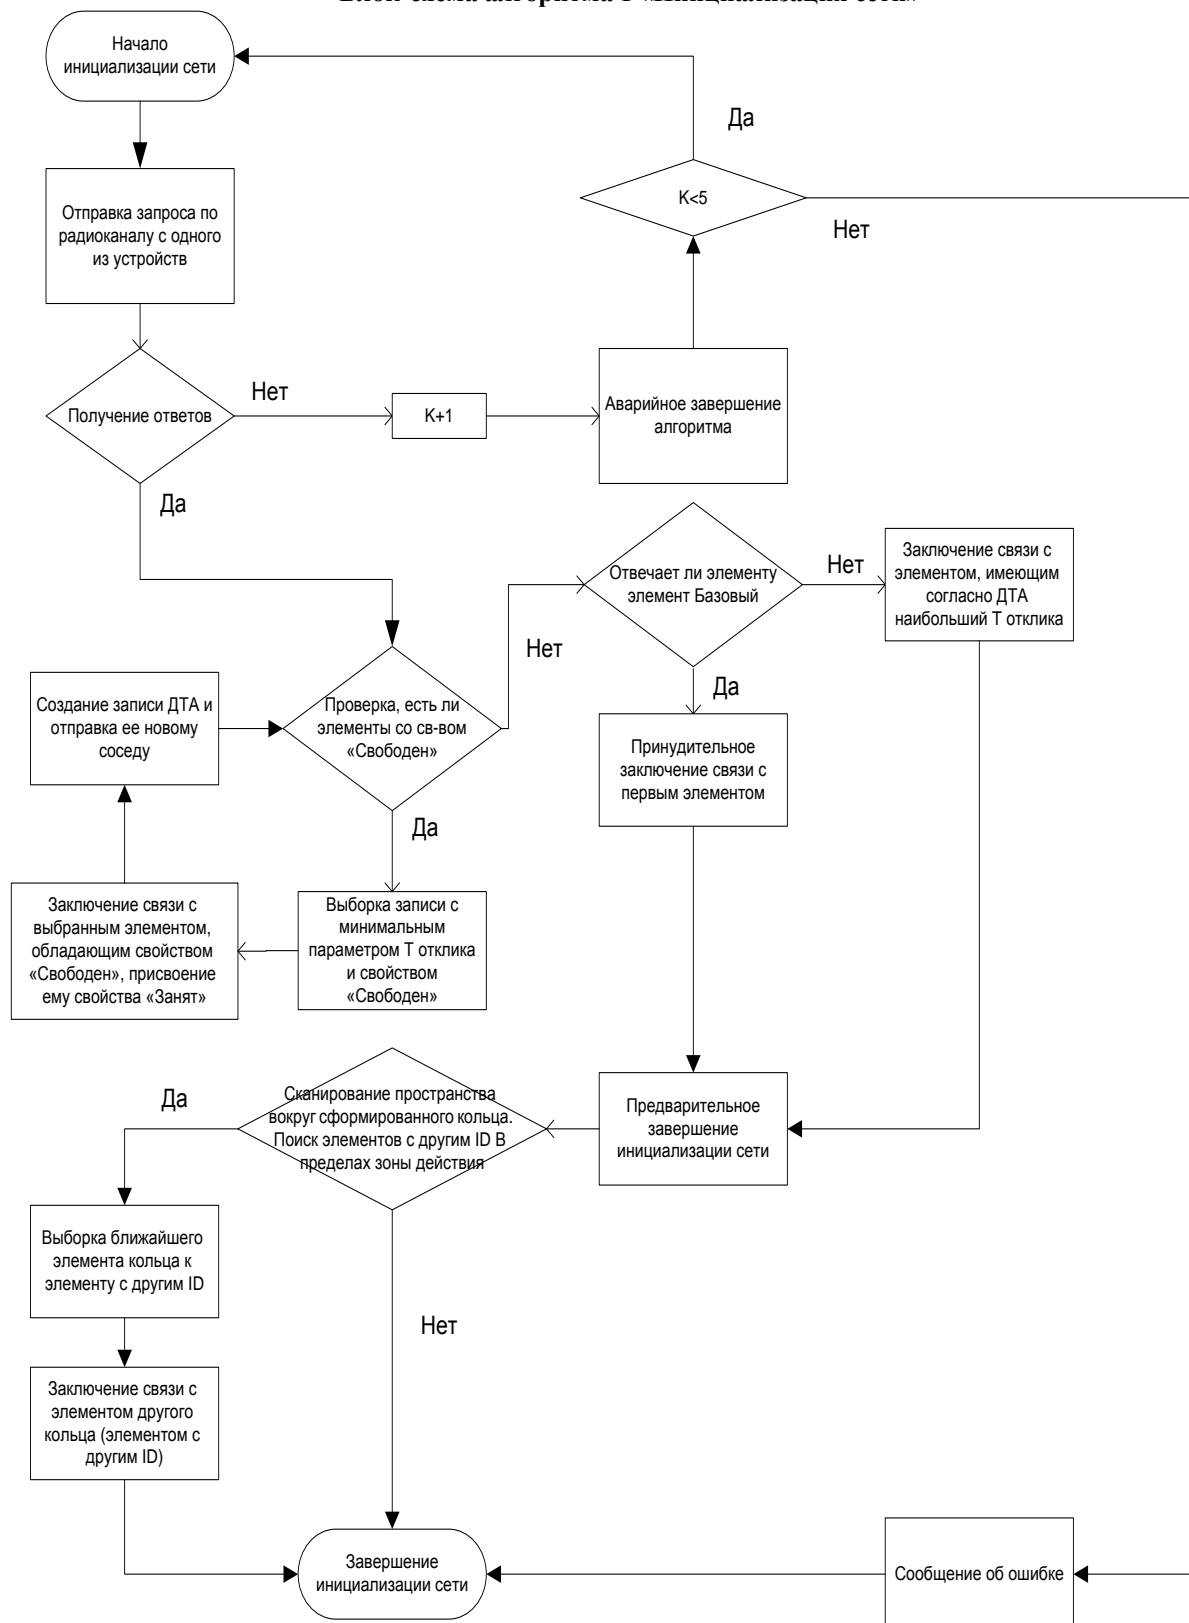 Блок-схема алгоритма 1 «Инициализации сети»
Начало
инициализации сети
Да
K<5
Нет
Отправка запроса по
радиоканалу с одного
из устройств
Получение ответов
Нет
K+1
Аварийное завершение
алгоритма
Да
Отвечает ли элементу
элемент Базовый
Нет
Заключение связи с
элементом, имеющим
согласно ДТА
наибольший Т отклика
Нет
Да
Создание записи ДТА и
отправка ее новому
соседу
Проверка, есть ли
элементы со св-вом
«Свободен»
Принудительное
заключение связи с
первым элементом
Да
Заключение связи с
выбранным элементом,
обладающим свойством
«Свободен», присвоение
ему свойства «Занят»
Выборка записи с
минимальным
параметром Т отклика
и свойством
«Свободен»
Да
Сканирование пространства
вокруг сформированного кольца.
Поиск элементов с другим ID В
пределах зоны действия
Предварительное
завершение
инициализации сети
Выборка ближайшего
элемента кольца к
элементу с другим ID
Нет
Заключение связи с
элементом другого
кольца (элементом с
другим ID)
Завершение
инициализации сети
Сообщение об ошибке